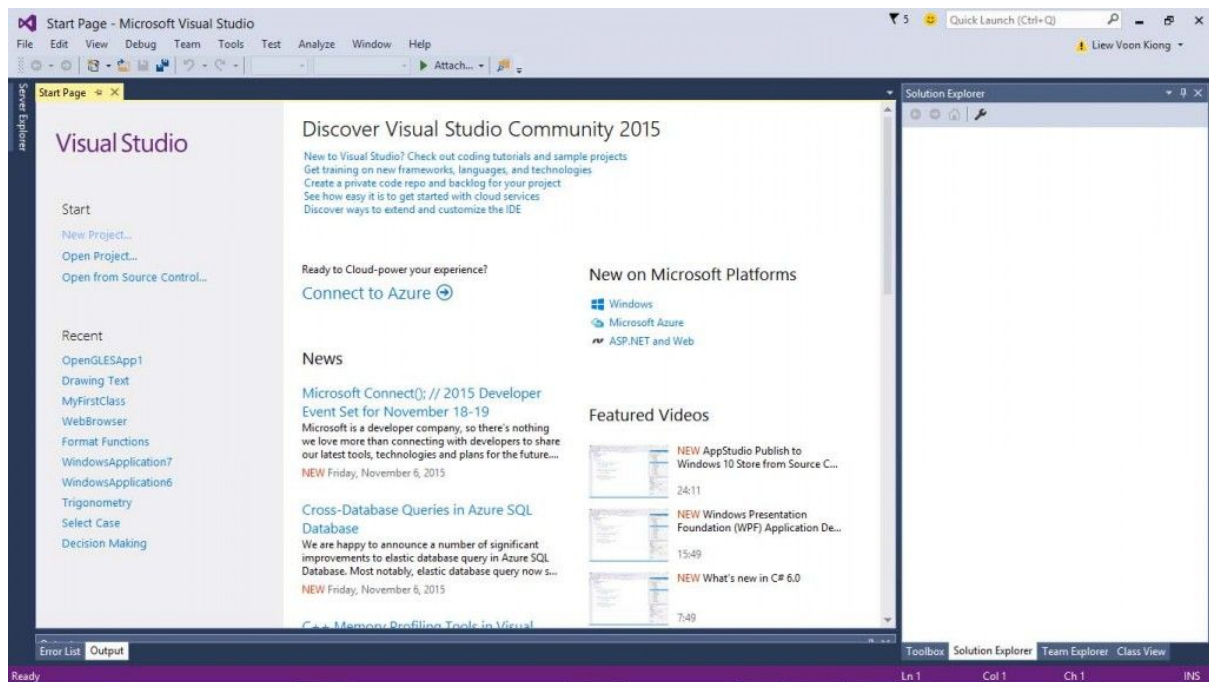 Start Page - Microsoft Visual Studio
5
Quick Launch (Ctrl+Q)
File Edit View Debug Team Tools Test Analyze Window Help
Liew Voon Kiong
Attach...
Server Explorer
Start Page
Visual Studio
Start
New Project...
Open Project...
Open from Source Control...
Recent
OpenGLESApp1
Drawing Text
MyFirstClass
WebBrowser
Format Functions
WindowsApplication7
WindowsApplication6
Trigonometry
Select Case
Decision Making
Discover Visual Studio Community 2015
New to Visual Studio? Check out coding tutorials and sample projects
Get training on new frameworks, languages, and technologies
Create a private code repo and backlog for your project
See how easy it is to get started with cloud services
Discover ways to extend and customize the IDE
Ready to Cloud-power your experience?
Connect to Azure
News
Microsoft Connect(); // 2015 Developer
Event Set for November 18-19
Microsoft is a developer company, so there's nothing
we love more than connecting with developers to share
our latest tools, technologies and plans for the future....
NEW Friday, November 6, 2015
Cross-Database Queries in Azure SQL
Database
We are happy to announce a number of significant
improvements to elastic database query in Azure SQL
Database. Most notably, elastic database query now s...
NEW Friday, November 6, 2015
C++ Memory Profiling Tools in Visual
New on Microsoft Platforms
Windows
Microsoft Azure
ASP.NET and Web
Featured Videos
NEW AppStudio Publish to
Windows 10 Store from Source C...
24:11
NEW Windows Presentation
Foundation (WPF) Application De...
15:49
NEW What's new in C# 6.0
7:49
Solution Explorer
Error List Output
Toolbox Solution Explorer Team Explorer Class View
Ready
Ln 1 Col 1 Ch 1 INS